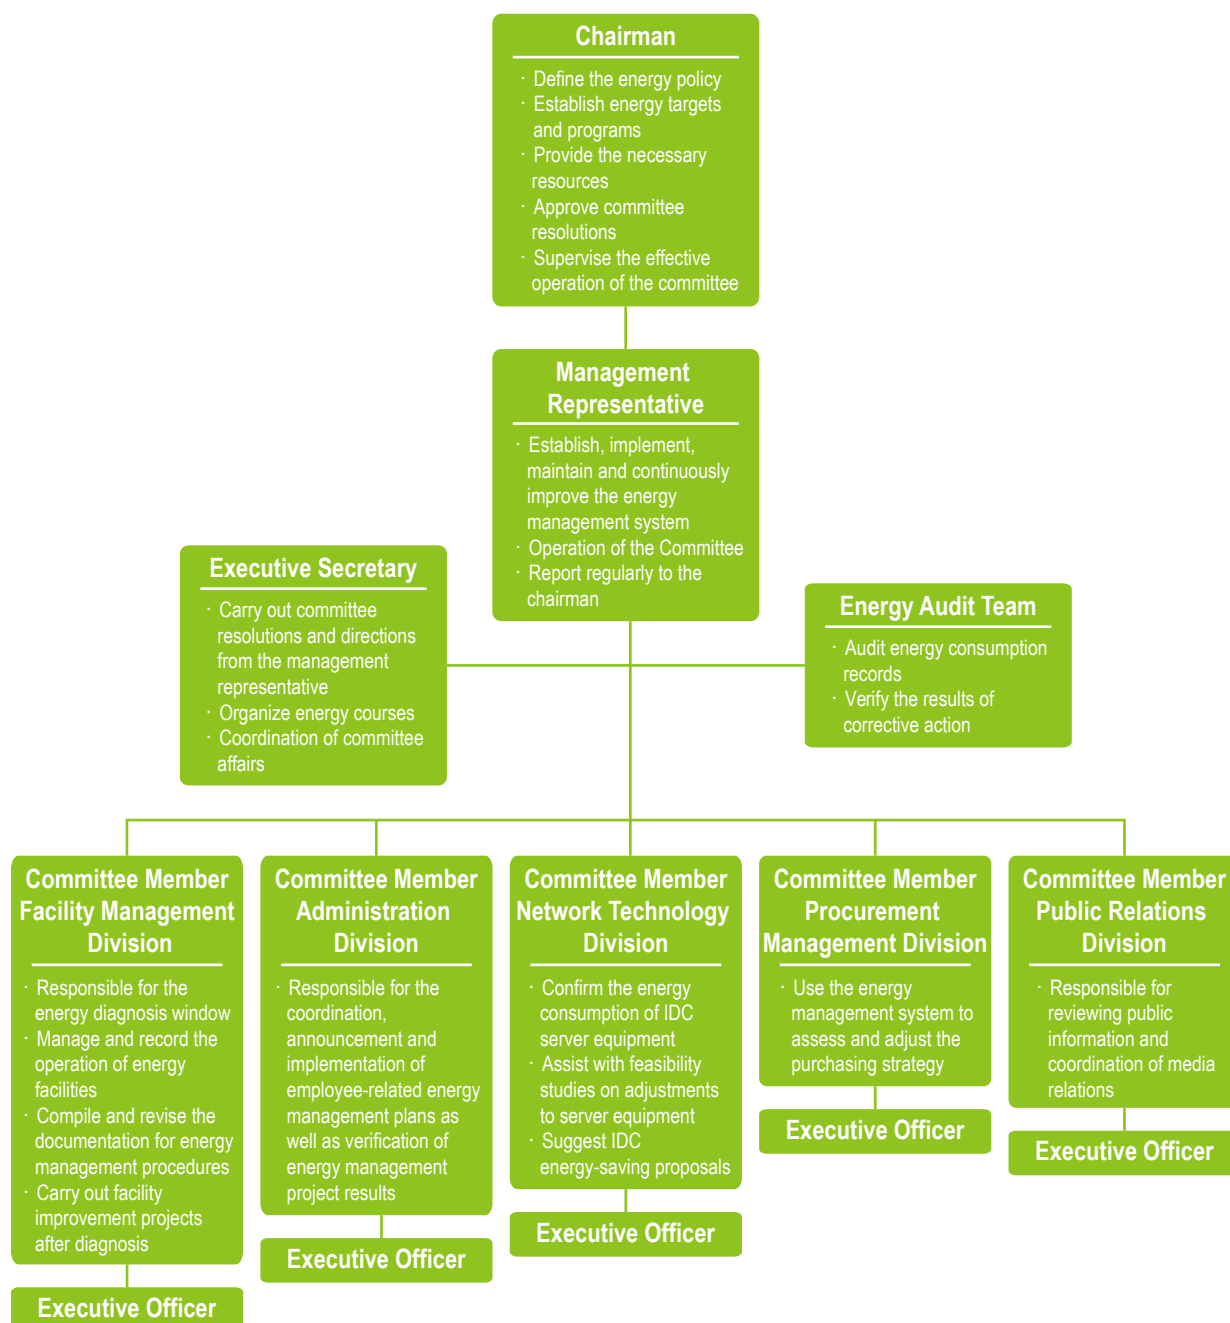 Chairman
· Define the energy policy
· Establish energy targets
and programs
· Provide the necessary
resources
· Approve committee
resolutions
· Supervise the effective
operation of the committee
Management
Representative
· Establish, implement,
maintain and continuously
improve the energy
management system
· Operation of the Committee
· Report regularly to the
chairman
Executive Secretary
· Carry out committee
resolutions and directions
from the management
representative
· Organize energy courses
· Coordination of committee
affairs
Energy Audit Team
· Audit energy consumption
records
· Verify the results of
corrective action
Committee Member
Facility Management
Division
· Responsible for the
energy diagnosis window
· Manage and record the
operation of energy
facilities
· Compile and revise the
documentation for energy
management procedures
· Carry out facility
improvement projects
after diagnosis
Executive Officer
Committee Member
Administration
Division
· Responsible for the
coordination,
announcement and
implementation of
employee-related energy
management plans as
well as verification of
energy management
project results
Executive Officer
Committee Member
Network Technology
Division
· Confirm the energy
consumption of IDC
server equipment
· Assist with feasibility
studies on adjustments
to server equipment
· Suggest IDC
energy-saving proposals
Executive Officer
Committee Member
Procurement
Management Division
· Use the energy
management system to
assess and adjust the
purchasing strategy
Executive Officer
Committee Member
Public Relations
Division
· Responsible for
reviewing public
information and
coordination of media
relations
Executive Officer